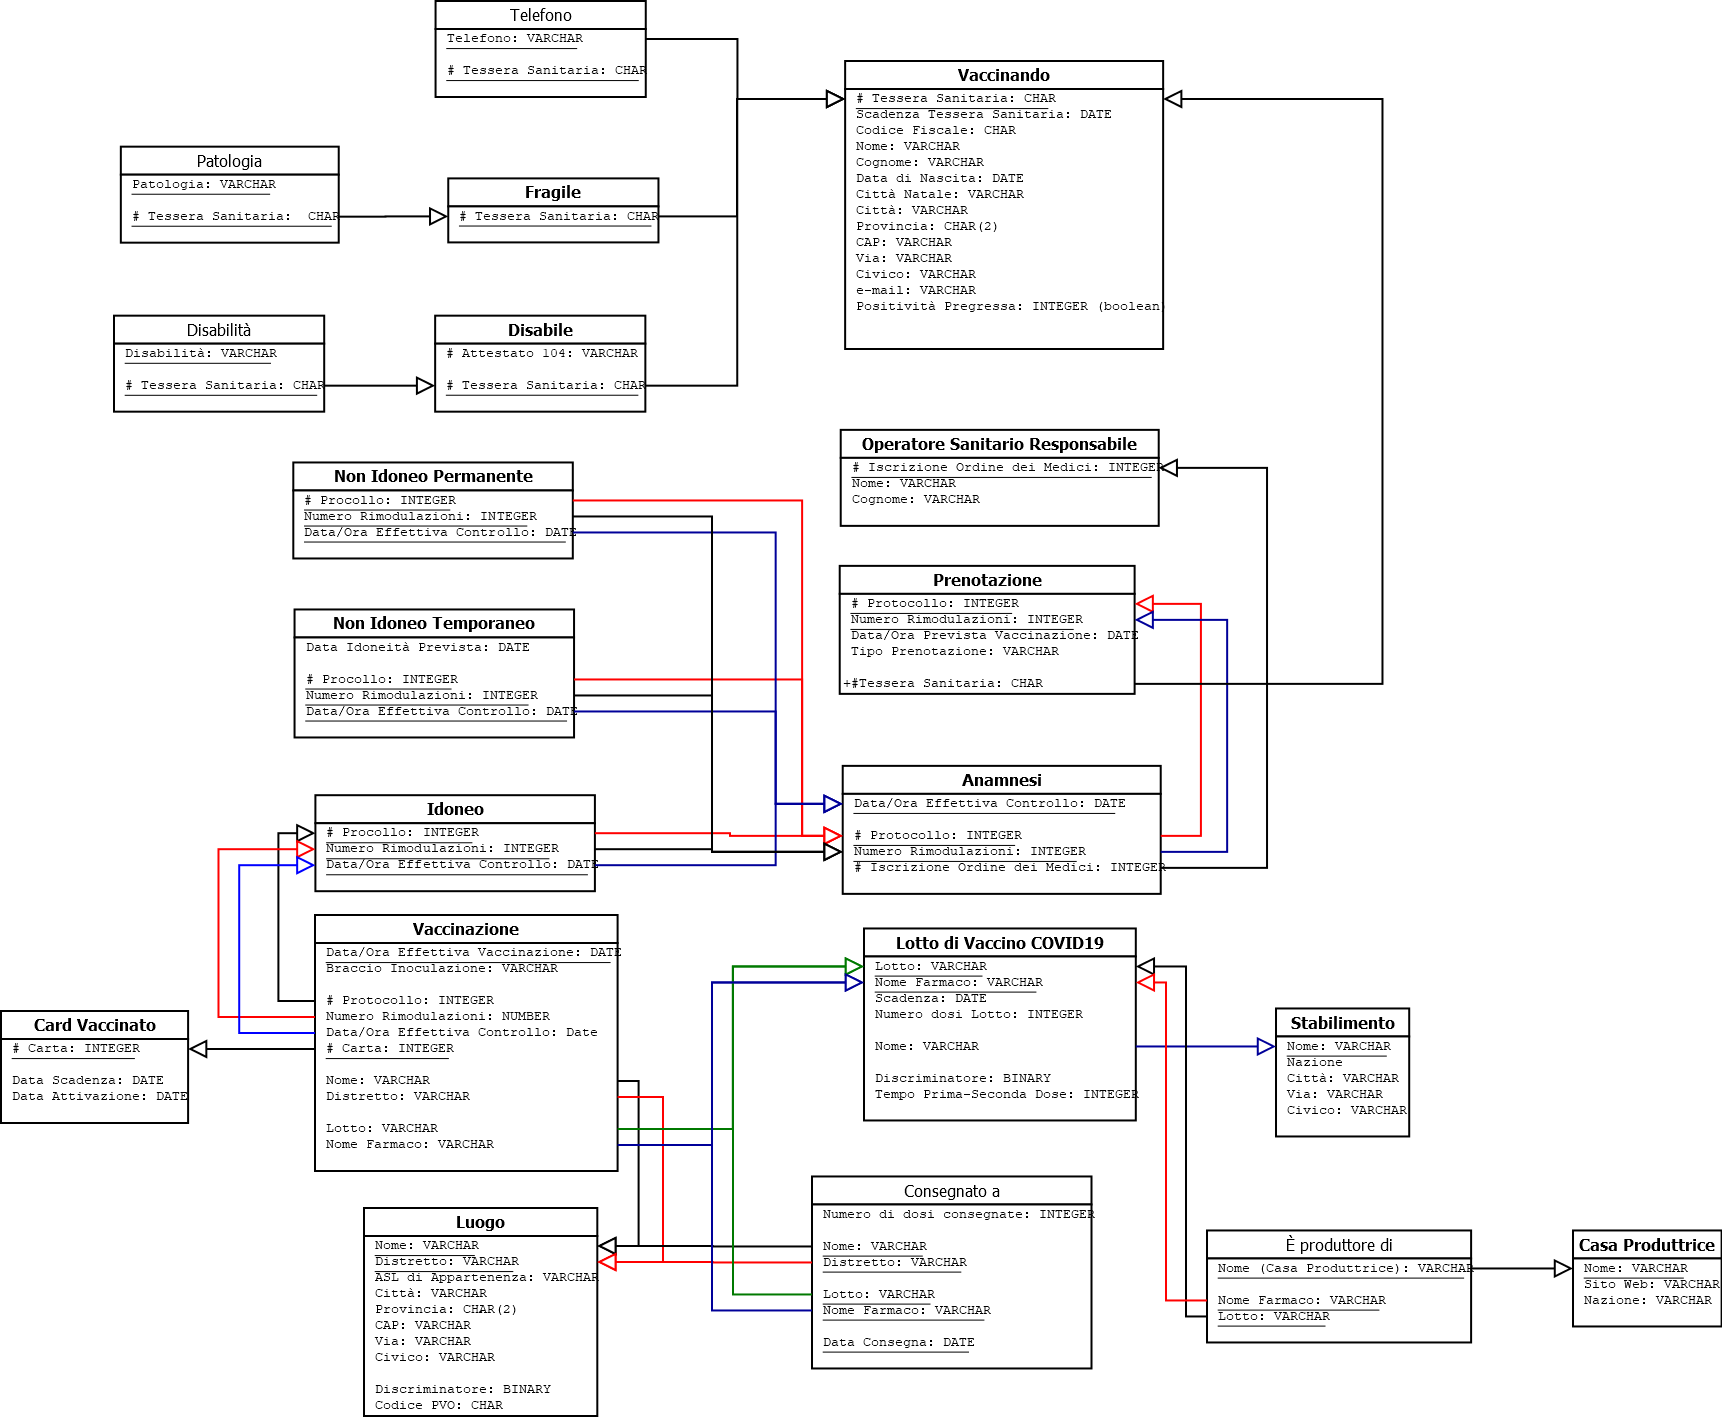 Telefono
Telefono: VARCHAR
# Tessera Sanitaria: CHAR
Vaccinando
# Tessera Sanitaria: CHAR
Scadenza Tessera Sanitaria: DATE
Codice Fiscale: CHAR
Nome: VARCHAR
Cognome: VARCHAR
Data di Nascita: DATE
Città Natale: VARCHAR
Città: VARCHAR
Provincia: CHAR(2)
CAP: VARCHAR
Via: VARCHAR
Civico: VARCHAR
e-mail: VARCHAR
Positività Pregressa: INTEGER (boolean)
Patologia
Patologia: VARCHAR
# Tessera Sanitaria:  CHAR
Fragile
# Tessera Sanitaria: CHAR
Disabilità
Disabilità: VARCHAR
# Tessera Sanitaria: CHAR
Disabile
# Attestato 104: VARCHAR
# Tessera Sanitaria: CHAR
Operatore Sanitario Responsabile
# Iscrizione Ordine dei Medici: INTEGER
Nome: VARCHAR
Cognome: VARCHAR
Non Idoneo Permanente
# Procollo: INTEGER
Numero Rimodulazioni: INTEGER
Data/Ora Effettiva Controllo: DATE
Prenotazione
# Protocollo: INTEGER
Numero Rimodulazioni: INTEGER
Data/Ora Prevista Vaccinazione: DATE
Tipo Prenotazione: VARCHAR
+#Tessera Sanitaria: CHAR
Non Idoneo Temporaneo
Data Idoneità Prevista: DATE
# Procollo: INTEGER
Numero Rimodulazioni: INTEGER
Data/Ora Effettiva Controllo: DATE
Anamnesi
Data/Ora Effettiva Controllo: DATE
# Protocollo: INTEGER
Numero Rimodulazioni: INTEGER
# Iscrizione Ordine dei Medici: INTEGER
Idoneo
# Procollo: INTEGER
Numero Rimodulazioni: INTEGER
Data/Ora Effettiva Controllo: DATE
Vaccinazione
Data/Ora Effettiva Vaccinazione: DATE
Braccio Inoculazione: VARCHAR
# Protocollo: INTEGER
Numero Rimodulazioni: NUMBER
Data/Ora Effettiva Controllo: Date
# Carta: INTEGER
Nome: VARCHAR
Distretto: VARCHAR
Lotto: VARCHAR
Nome Farmaco: VARCHAR
Card Vaccinato
# Carta: INTEGER
Data Scadenza: DATE
Data Attivazione: DATE
Lotto di Vaccino COVID19
Lotto: VARCHAR
Nome Farmaco: VARCHAR
Scadenza: DATE
Numero dosi Lotto: INTEGER
Nome: VARCHAR
Discriminatore: BINARY
Tempo Prima-Seconda Dose: INTEGER
Stabilimento
Nome: VARCHAR
Nazione
Città: VARCHAR
Via: VARCHAR
Civico: VARCHAR
Luogo
Nome: VARCHAR
Distretto: VARCHAR
ASL di Appartenenza: VARCHAR
Città: VARCHAR
Provincia: CHAR(2)
CAP: VARCHAR
Via: VARCHAR
Civico: VARCHAR
Discriminatore: BINARY
Codice PVO: CHAR
Consegnato a
Numero di dosi consegnate: INTEGER
Nome: VARCHAR
Distretto: VARCHAR
Lotto: VARCHAR
Nome Farmaco: VARCHAR
Data Consegna: DATE
È produttore di
Nome (Casa Produttrice): VARCHAR
Nome Farmaco: VARCHAR
Lotto: VARCHAR
Casa Produttrice
Nome: VARCHAR
Sito Web: VARCHAR
Nazione: VARCHAR